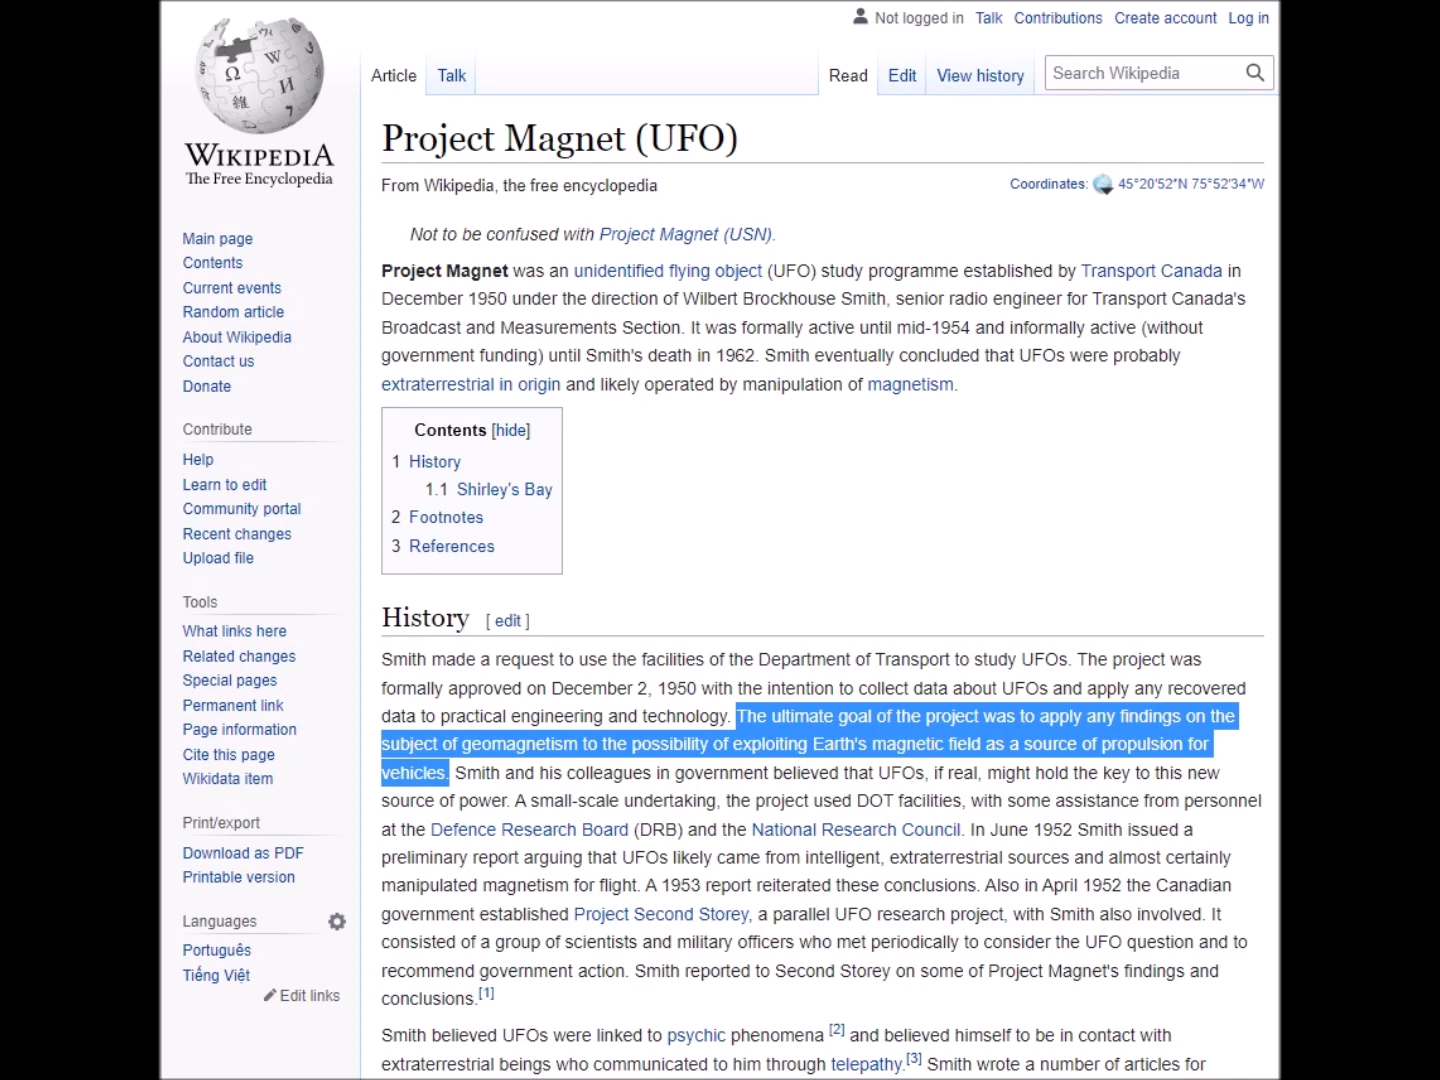 Not logged in Talk Contributions Create account Log in
Article Talk Read Edit View history Search Wikipedia
WIKIPEDIA
The Free Encyclopedia
Main page
Contents
Current events
Random article
About Wikipedia
Contact us
Donate
Contribute
Help
Learn to edit
Community portal
Recent changes
Upload file
Tools
What links here
Related changes
Special pages
Permanent link
Page information
Cite this page
Wikidata item
Print/export
Download as PDF
Printable version
Languages
Português
Tiếng Việt
Edit links
Project Magnet (UFO)
From Wikipedia, the free encyclopedia
Coordinates: 45°20′52″N 75°52′34″W
Not to be confused with Project Magnet (USN).
Project Magnet was an unidentified flying object (UFO) study programme established by Transport Canada in
December 1950 under the direction of Wilbert Brockhouse Smith, senior radio engineer for Transport Canada's
Broadcast and Measurements Section. It was formally active until mid-1954 and informally active (without
government funding) until Smith's death in 1962. Smith eventually concluded that UFOs were probably
extraterrestrial in origin and likely operated by manipulation of magnetism.
Contents [hide]
1 History
1.1 Shirley's Bay
2 Footnotes
3 References
History [ edit ]
Smith made a request to use the facilities of the Department of Transport to study UFOs. The project was
formally approved on December 2, 1950 with the intention to collect data about UFOs and apply any recovered
data to practical engineering and technology. The ultimate goal of the project was to apply any findings on the
subject of geomagnetism to the possibility of exploiting Earth's magnetic field as a source of propulsion for
vehicles. Smith and his colleagues in government believed that UFOs, if real, might hold the key to this new
source of power. A small-scale undertaking, the project used DOT facilities, with some assistance from personnel
at the Defence Research Board (DRB) and the National Research Council. In June 1952 Smith issued a
preliminary report arguing that UFOs likely came from intelligent, extraterrestrial sources and almost certainly
manipulated magnetism for flight. A 1953 report reiterated these conclusions. Also in April 1952 the Canadian
government established Project Second Storey, a parallel UFO research project, with Smith also involved. It
consisted of a group of scientists and military officers who met periodically to consider the UFO question and to
recommend government action. Smith reported to Second Storey on some of Project Magnet's findings and
conclusions.[1]
Smith believed UFOs were linked to psychic phenomena [2] and believed himself to be in contact with
extraterrestrial beings who communicated to him through telepathy.[3] Smith wrote a number of articles for